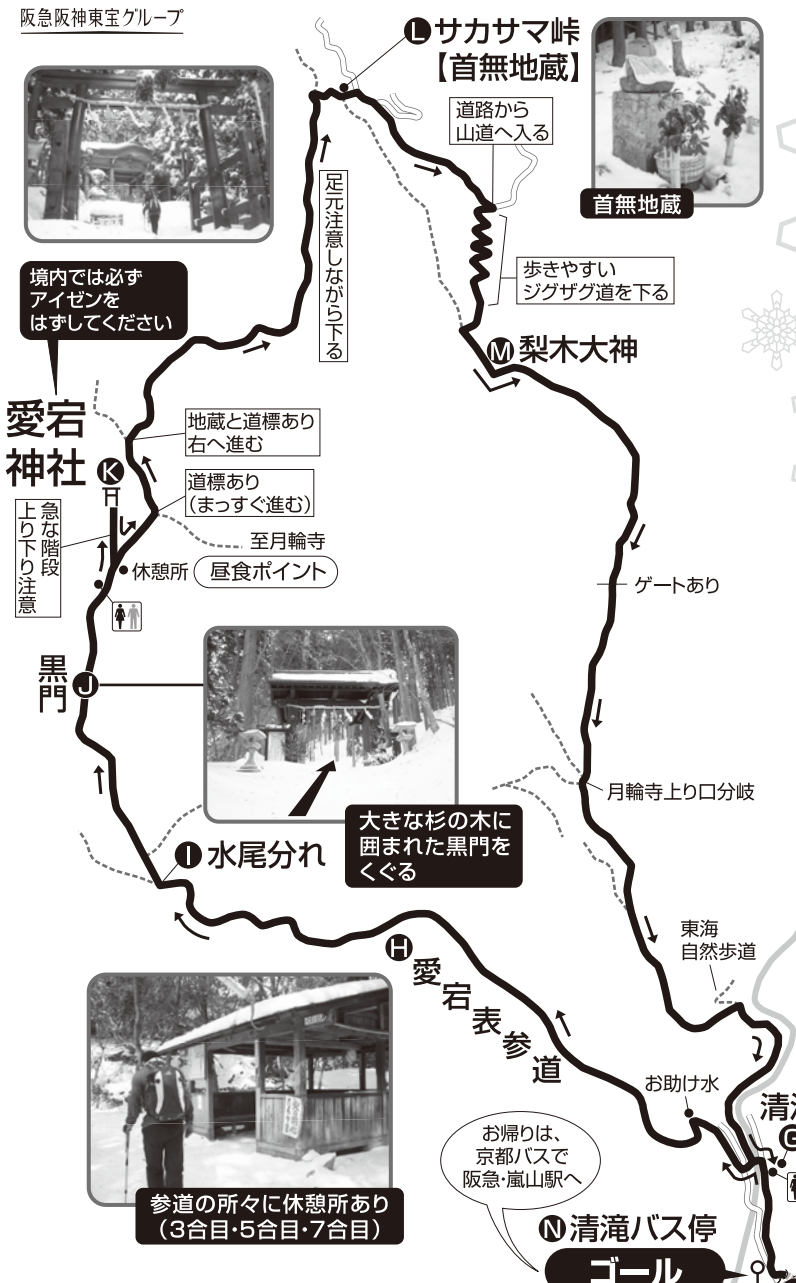 阪急阪神東宝グループ
Lサカサマ峠
【首無地蔵】
道路から
山道へ入る
首無地蔵
足元注意しながら下る
歩きやすい
ジグザグ道を下る
境内では必ず
アイゼンを
はずしてください
M梨木大神
愛宕
神社
K
地蔵と道標あり
右へ進む
道標あり
(まっすぐ進む)
急な階段
上り下り注意
至月輪寺
休憩所
昼食ポイント
ゲートあり
黒門
J
月輪寺上り口分岐
大きな杉の木に
囲まれた黒門を
くぐる
I水尾分れ
東海
自然歩道
H愛宕表参道
お助け水
清滝
G
お帰りは、
京都バスで
阪急・嵐山駅へ
参道の所々に休憩所あり
(3合目・5合目・7合目)
N清滝バス停
ゴール